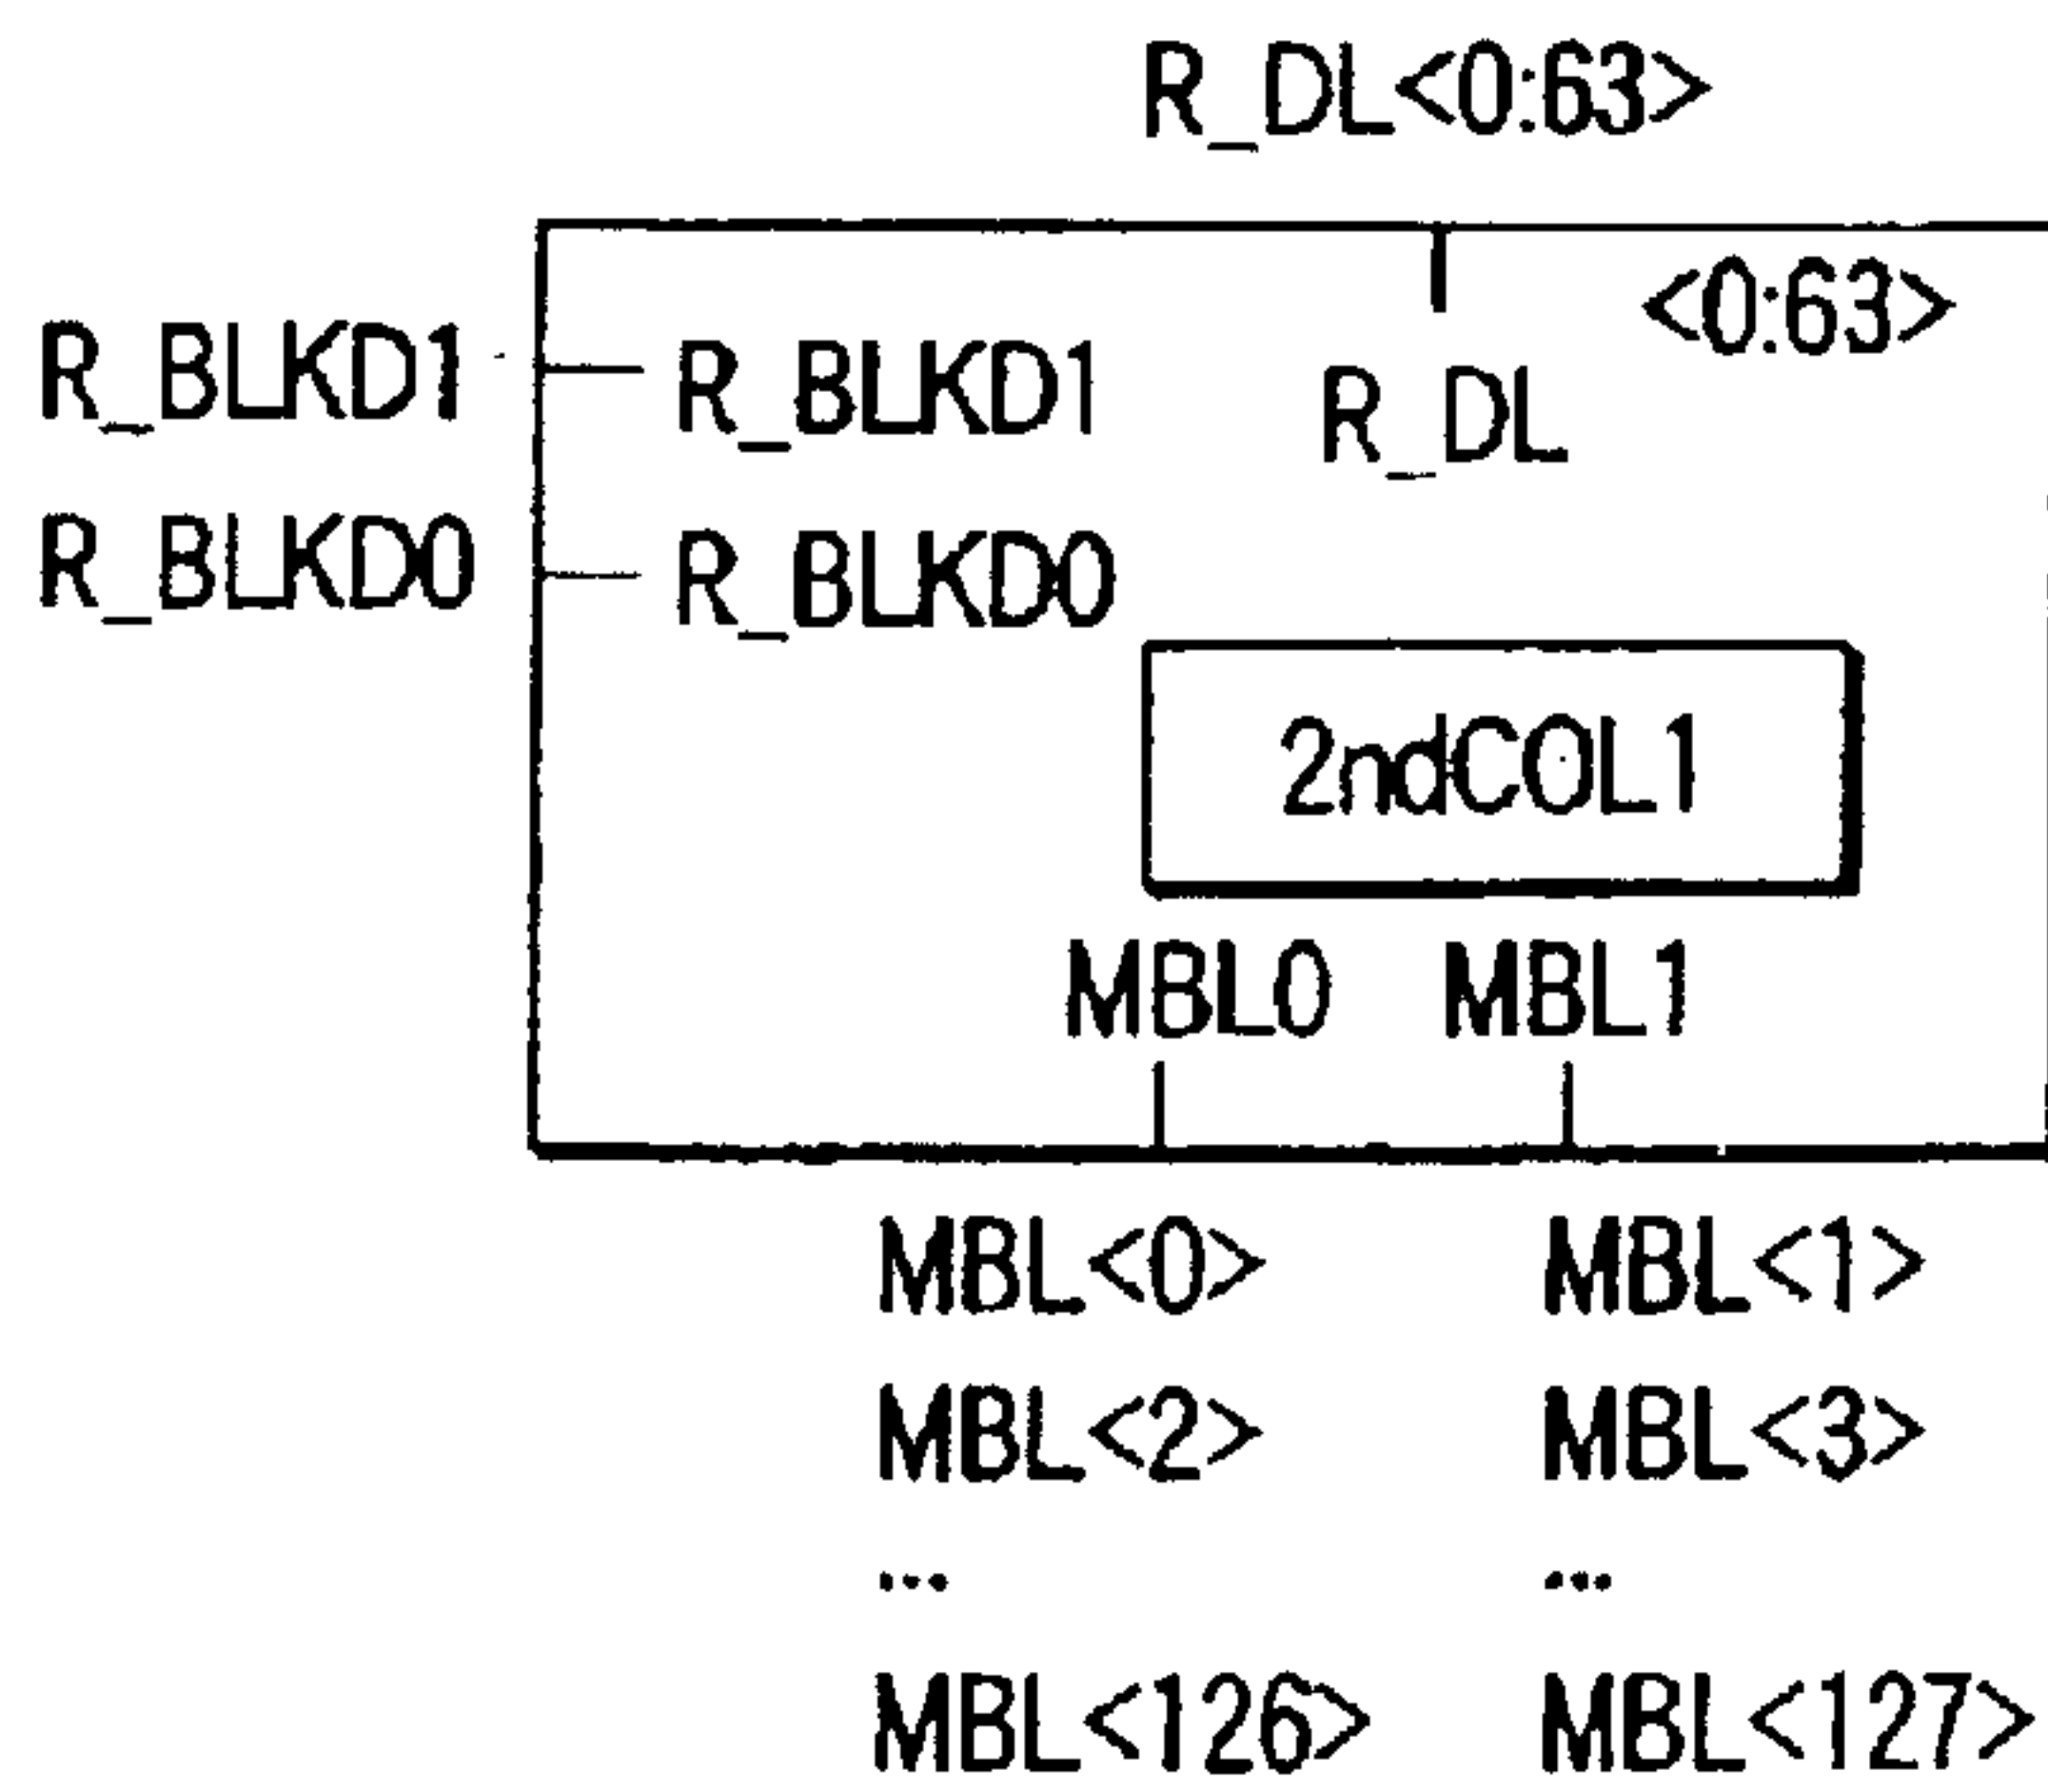 R_DL<0:63>
<0:63>
R_BLKD1 R_BLKD1 R_DL
R_BLKD0 R_BLKD0
2ndCOL1
MBL0 MBL1
MBL<0> MBL<1>
MBL<2> MBL<3>
... ...
MBL<126> MBL<127>